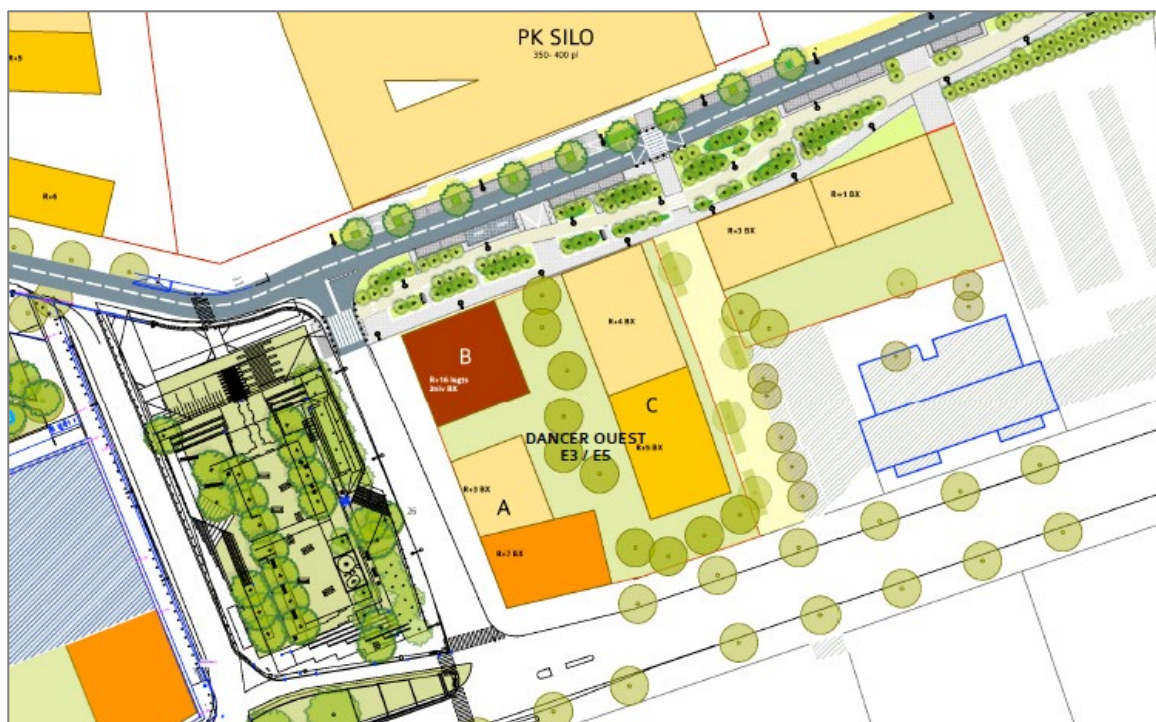 PK SILO
350- 400 pl
R+5
R+6
R+1 BX
R+3 BX
R+4 BX
B
R+16 logts
2niv BX
C
DANCER OUEST
E3 / E5
R+5 BX
R+3 BX
A
26
R+7 BX